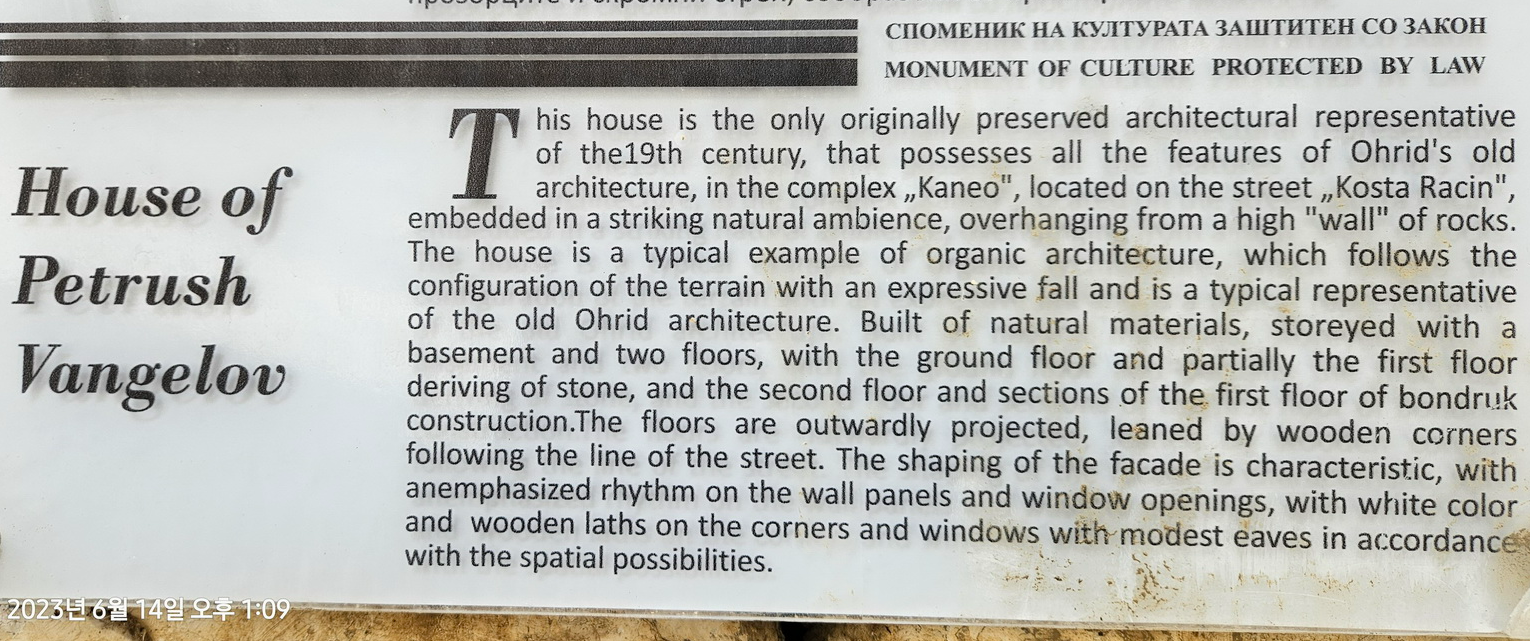 СПОМЕНИК НА КУЛТУРАТА ЗАШТИТЕН СО ЗАКОН
MONUMENT OF CULTURE PROTECTED BY LAW
House of
Petrush
Vangelov
This house is the only originally preserved architectural representative
of the19th century, that possesses all the features of Ohrid's old
architecture, in the complex „Kaneo", located on the street „Kosta Racin",
embedded in a striking natural ambience, overhanging from a high "wall" of rocks.
The house is a typical example of organic architecture, which follows the
configuration of the terrain with an expressive fall and is a typical representative
of the old Ohrid architecture. Built of natural materials, storeyed with a
basement and two floors, with the ground floor and partially the first floor
deriving of stone, and the second floor and sections of the first floor of bondruk
construction.The floors are outwardly projected, leaned by wooden corners
following the line of the street. The shaping of the facade is characteristic, with
anemphasized rhythm on the wall panels and window openings, with white color
and wooden laths on the corners and windows with modest eaves in accordance
with the spatial possibilities.
2023년 6월 14일 오후 1:09